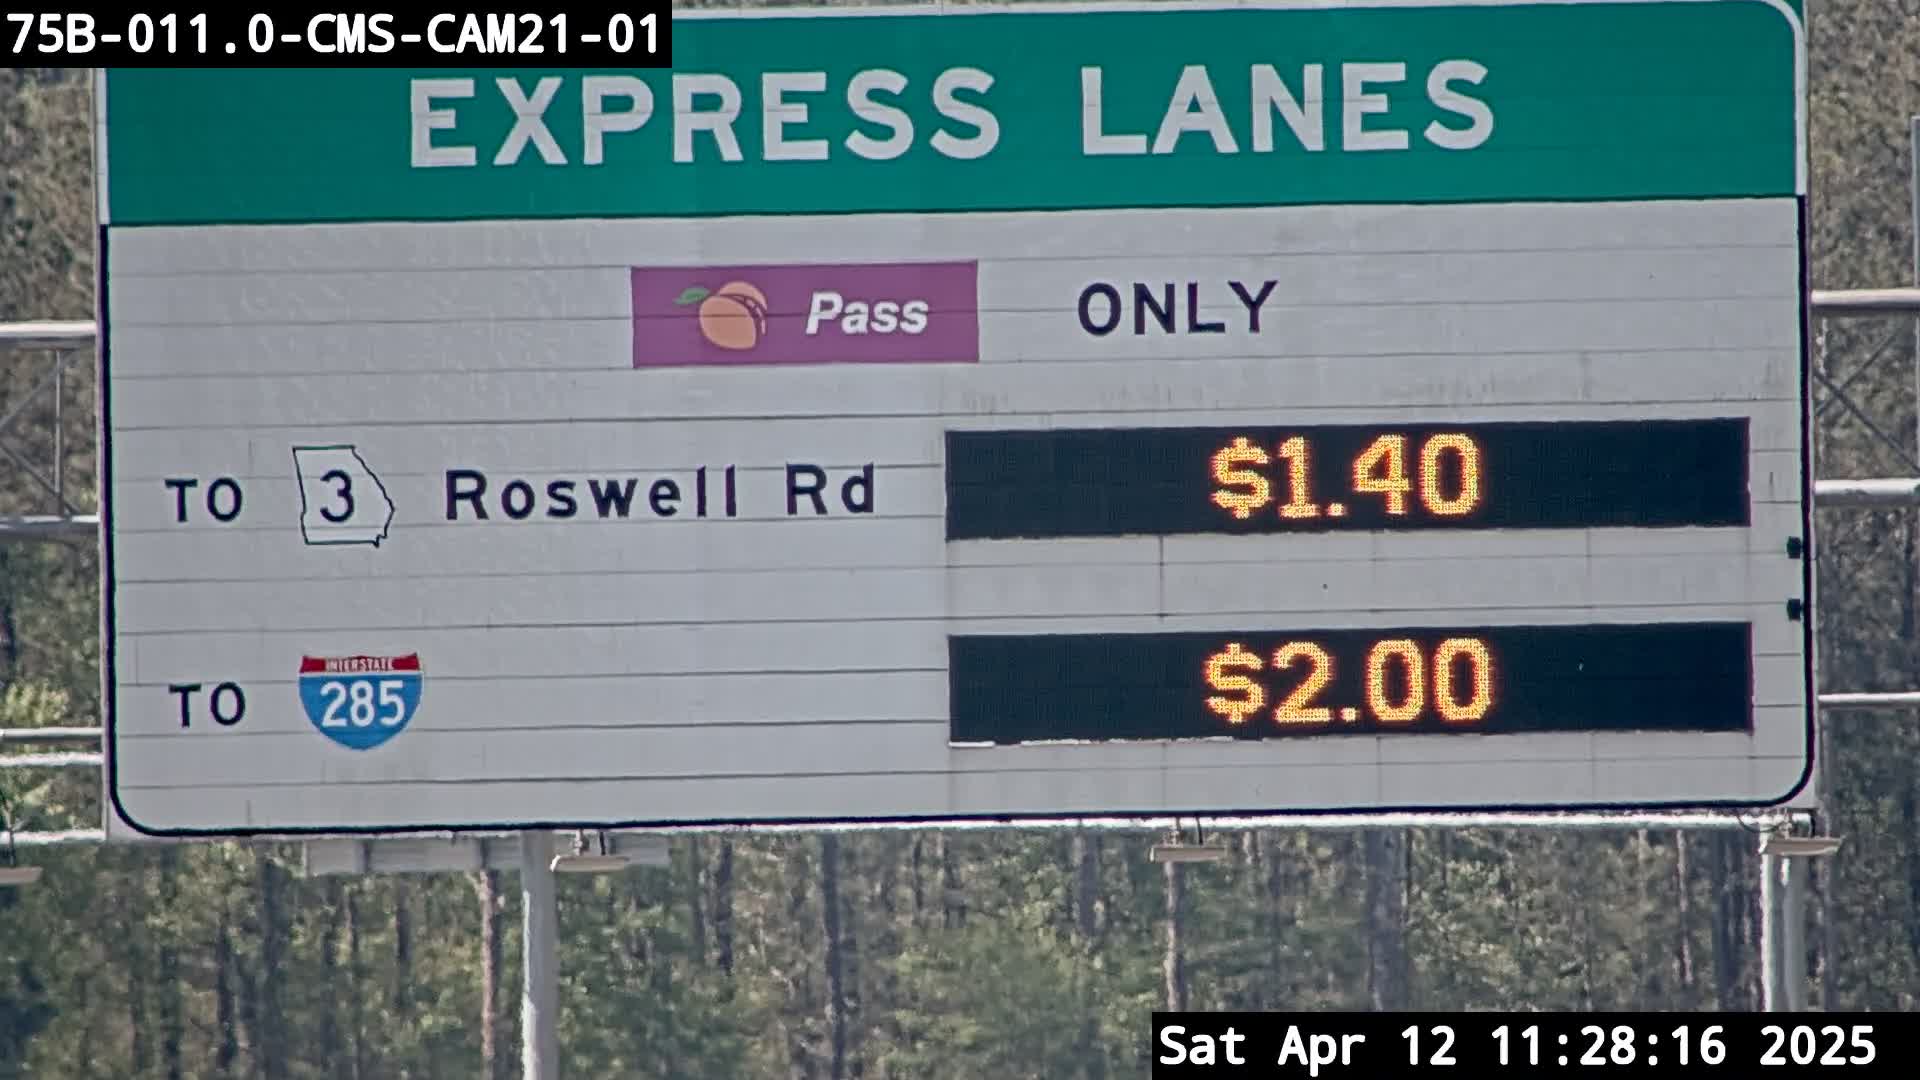 75B-011.0-CMS-CAM21-01
EXPRESS LANES
Pass ONLY
TO 3 Roswell Rd $1.40
TO INTERSTATE 285 $2.00
Sat Apr 12 11:28:16 2025